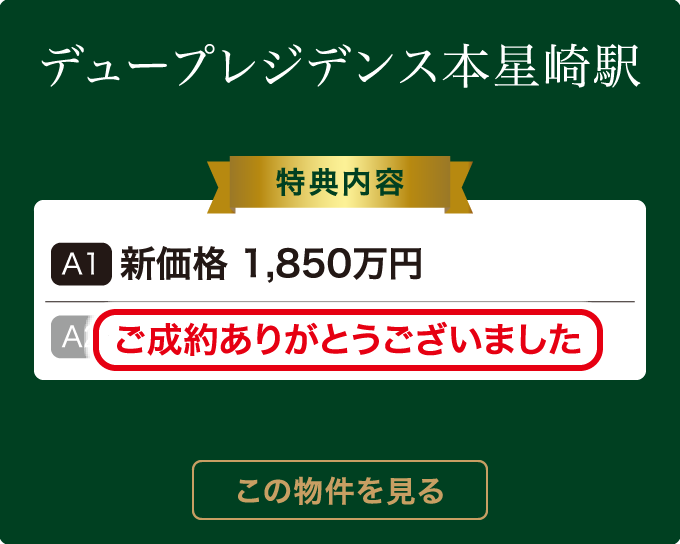 デュープレジデンス本星崎駅
特典内容
A1 新価格 1,850万円
ご成約ありがとうございました
この物件を見る